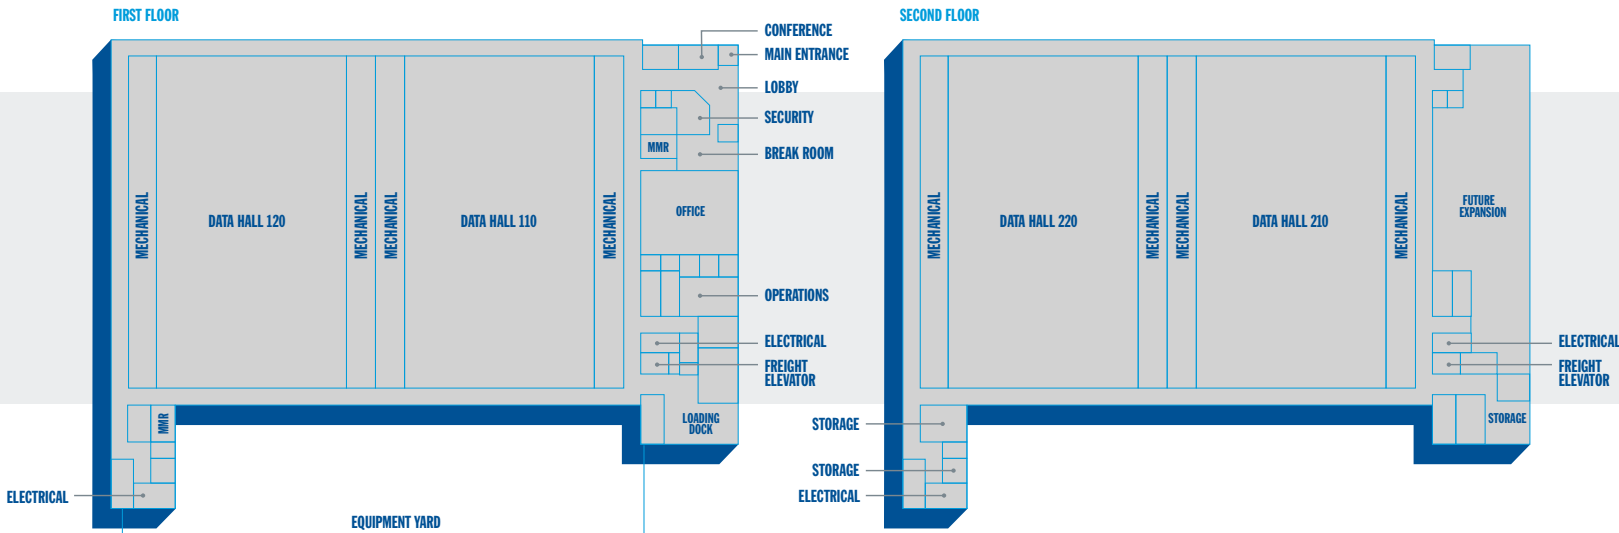 FIRST FLOOR
CONFERENCE
MAIN ENTRANCE
LOBBY
SECURITY
MMR
BREAK ROOM
MECHANICAL
DATA HALL 120
MECHANICAL
MECHANICAL
DATA HALL 110
MECHANICAL
OFFICE
OPERATIONS
ELECTRICAL
FREIGHT
ELEVATOR
MMR
LOADING
DOCK
ELECTRICAL
EQUIPMENT YARD
SECOND FLOOR
MECHANICAL
DATA HALL 220
MECHANICAL
MECHANICAL
DATA HALL 210
MECHANICAL
FUTURE
EXPANSION
ELECTRICAL
FREIGHT
ELEVATOR
STORAGE
STORAGE
STORAGE
ELECTRICAL